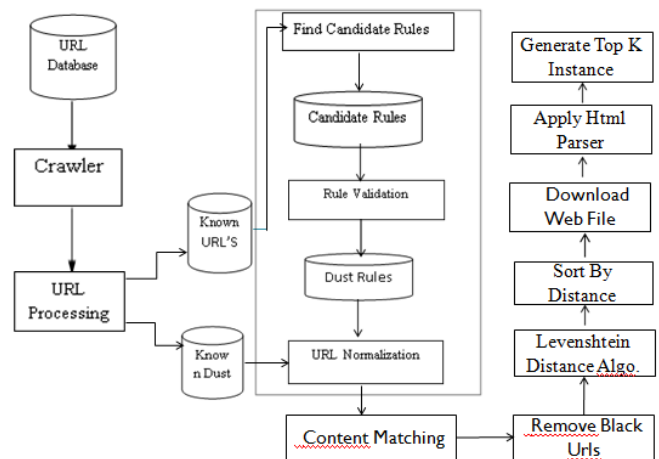 URL
Database
Crawler
URL
Processing
Known
URL'S
Know
n Dust
Find Candidate Rules
Candidate Rules
Rule Validation
Dust Rules
URL Normalization
Content Matching
Remove Black
Urls
Levenshtein
Distance Algo.
Sort By
Distance
Download
Web File
Apply Html
Parser
Generate Top K
Instance